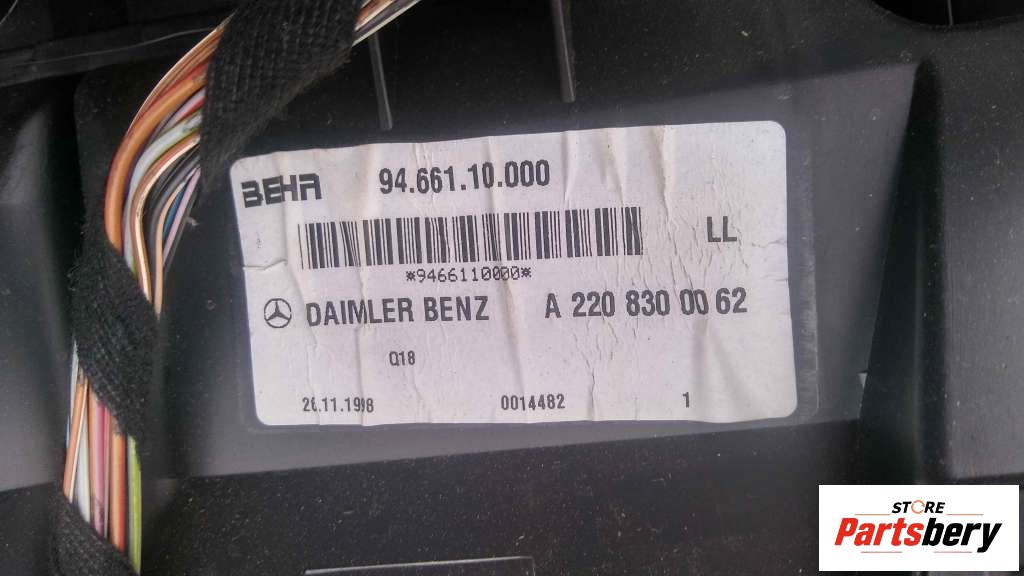 BEHR 94.661.10.000
LL
*9466110000*
DAIMLER BENZ A 220 830 00 62
Q18
26.11.1998 0014482 1
STORE
Partsbery